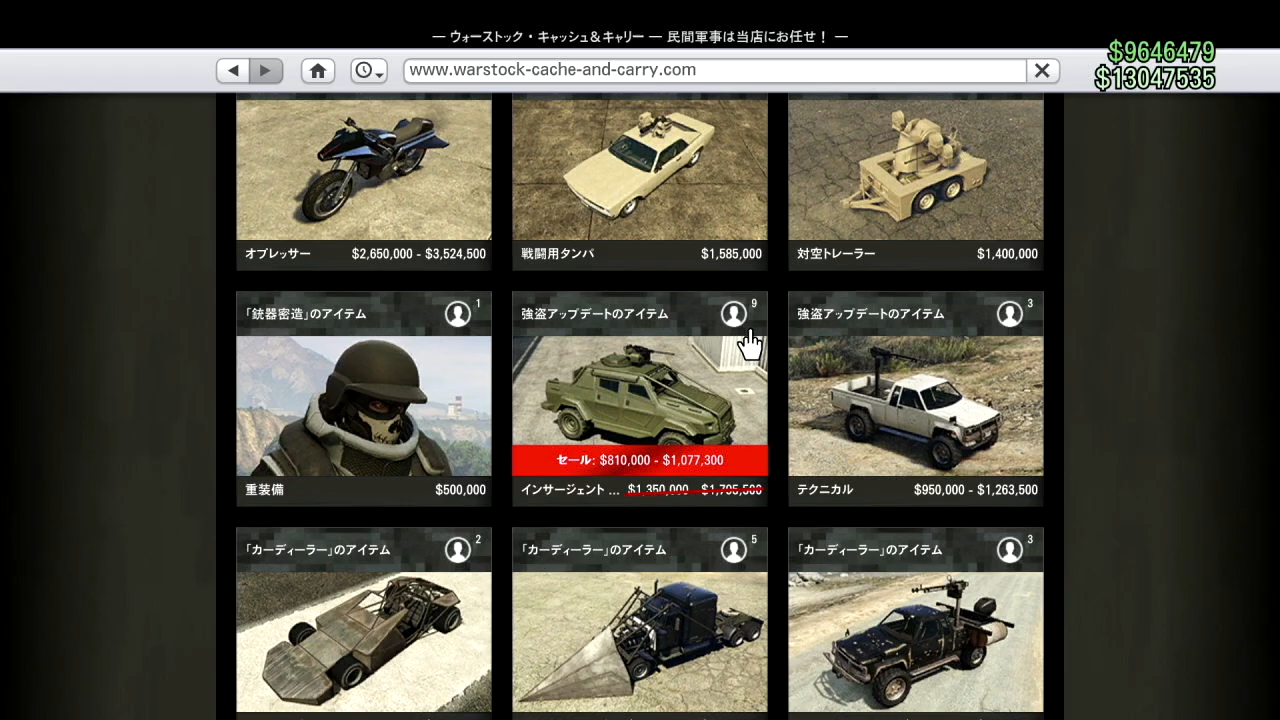 — ウォーストック・キャッシュ＆キャリー — 民間軍事は当店にお任せ！ —
$9646479
www.warstock-cache-and-carry.com
$13047535
オプレッサー $2,650,000 - $3,524,500
戦闘用タンパ $1,585,000
対空トレーラー $1,400,000
「銃器密造」のアイテム 1
強盗アップデートのアイテム 9
強盗アップデートのアイテム 3
セール: $810,000 - $1,077,300
重装備 $500,000
インサージェント ... $1,350,000 - $1,795,500
テクニカル $950,000 - $1,263,500
「カーディーラー」のアイテム 2
「カーディーラー」のアイテム 5
「カーディーラー」のアイテム 3